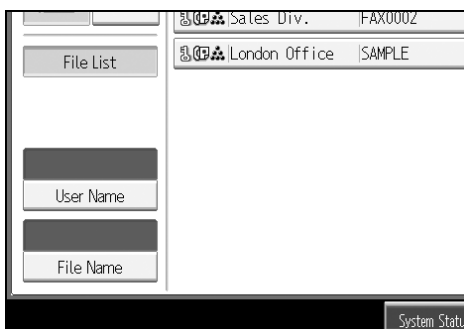 Sales Div. FAX0002
File List London Office SAMPLE
User Name
File Name
System Statu